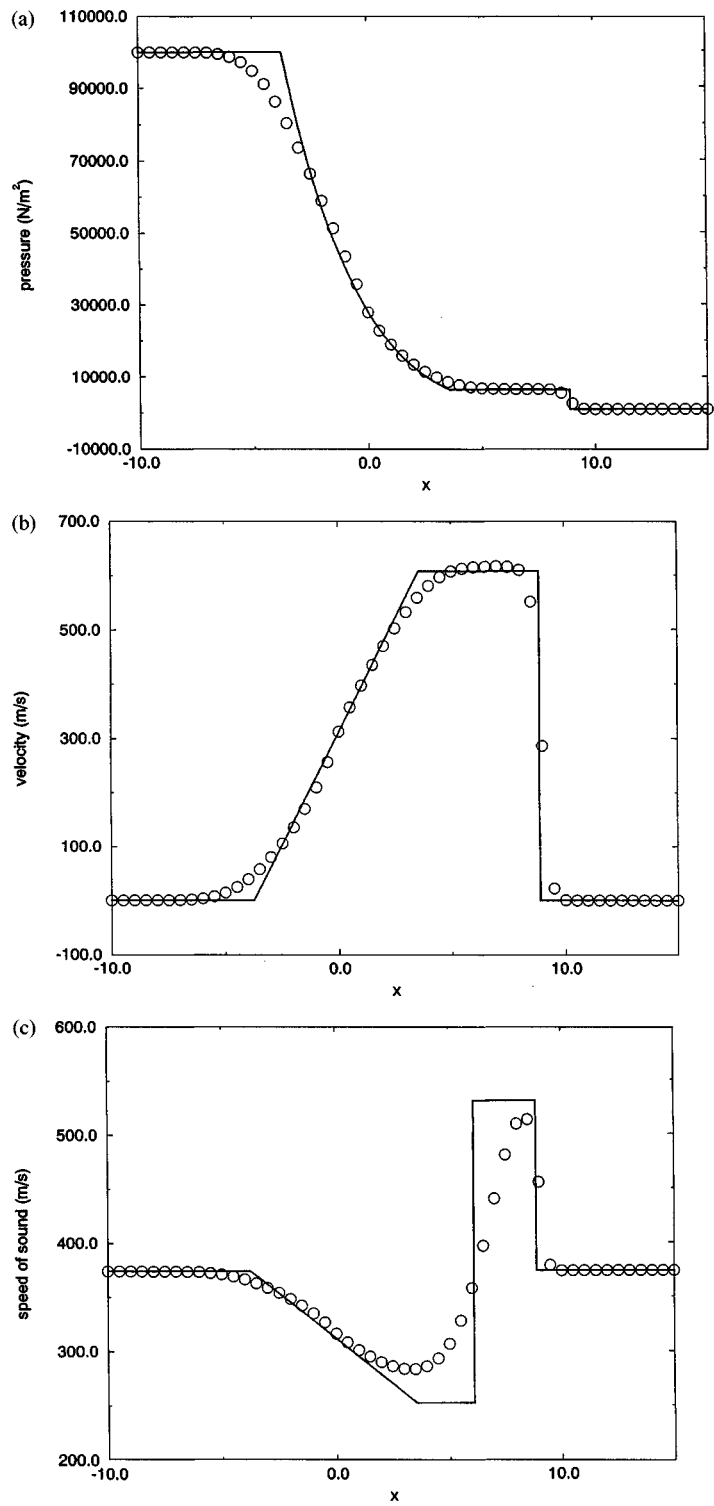 (a)
110000.0
90000.0
70000.0
50000.0
30000.0
10000.0
-10000.0
pressure (N/m²)
-10.0 0.0 10.0
x
(b)
700.0
500.0
300.0
100.0
-100.0
velocity (m/s)
-10.0 0.0 10.0
x
(c)
600.0
500.0
400.0
300.0
200.0
speed of sound (m/s)
-10.0 0.0 10.0
x